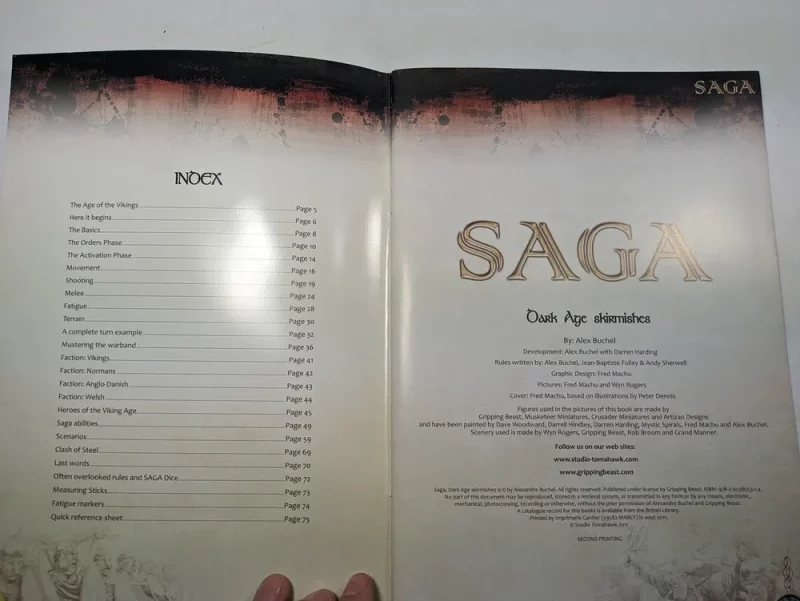 INDEX
The Age of the Vikings Page 5
Here it begins Page 6
The Basics Page 8
The Orders Phase Page 10
The Activation Phase Page 14
Movement Page 16
Shooting Page 19
Melee Page 24
Fatigue Page 28
Terrain Page 30
A complete turn example Page 32
Mustering the warband Page 36
Faction: Vikings Page 41
Faction: Normans Page 42
Faction: Anglo-Danish Page 43
Faction: Welsh Page 44
Heroes of the Viking Age Page 45
Saga abilities Page 49
Scenarios Page 59
Clash of Steel Page 69
Last words Page 70
Often overlooked rules and SAGA Dice Page 72
Measuring Sticks Page 73
Fatigue markers Page 74
Quick reference sheet Page 75
SAGA
SAGA
Dark Age skirmishes
By: Alex Buchel
Development: Alex Buchel with Darren Harding
Rules written by: Alex Buchel, Jean-Baptiste Folley & Andy Sherwell
Graphic Design: Fred Machu
Pictures: Fred Machu and Wyn Rogers
Cover: Fred Machu, based on illustrations by Peter Dennis
Figures used in the pictures of this book are made by
Gripping Beast, Musketeer Miniatures, Crusader Miniatures and Artizan Designs
and have been painted by Dave Woodward, Darrell Hindley, Darren Harding, Mystic Spirals, Fred Machu and Alex Buchel.
Scenery used is made by Wyn Rogers, Gripping Beast, Rob Broom and Grand Manner.
Follow us on our web sites:
www.studio-tomahawk.com
www.grippingbeast.com
Saga, Dark Age skirmishes is © by Alexandre Buchel. All rights reserved. Published under license by Gripping Beast. ISBN:
No part of this document may be reproduced, stored in a retrieval system, or transmitted in any form or by any means, electronic,
mechanical, photocopying, recording or otherwise, without the prior permission of Alexandre Buchel and Gripping Beast.
A catalogue record for this books is available from the British Library.
Printed by Imprimerie Gantier MARLY) in aout 2011.
© Studio Tomahawk 2011
SECOND PRINTING